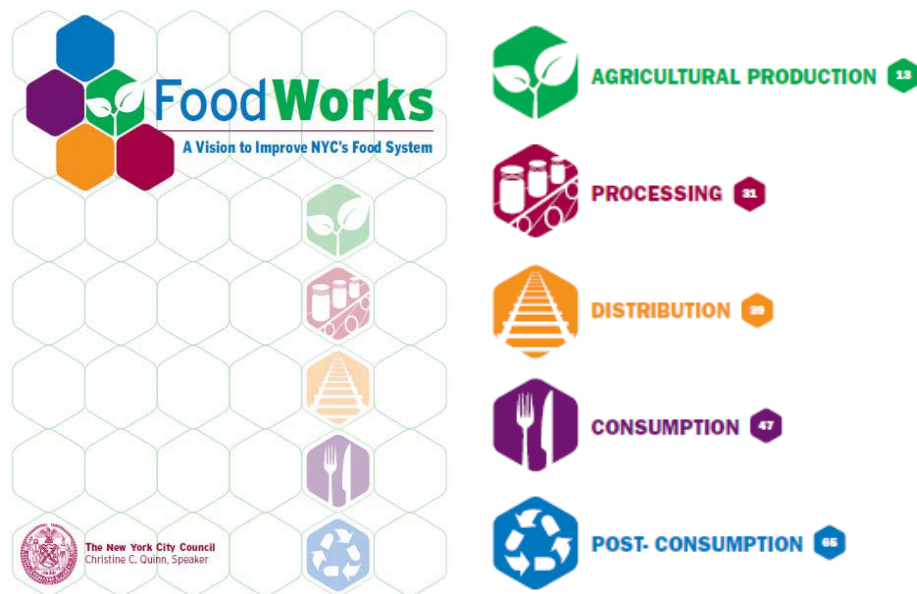 FoodWorks
A Vision to Improve NYC's Food System
The New York City Council
Christine C. Quinn, Speaker
AGRICULTURAL PRODUCTION 13
PROCESSING 31
DISTRIBUTION 39
CONSUMPTION 47
POST- CONSUMPTION 65